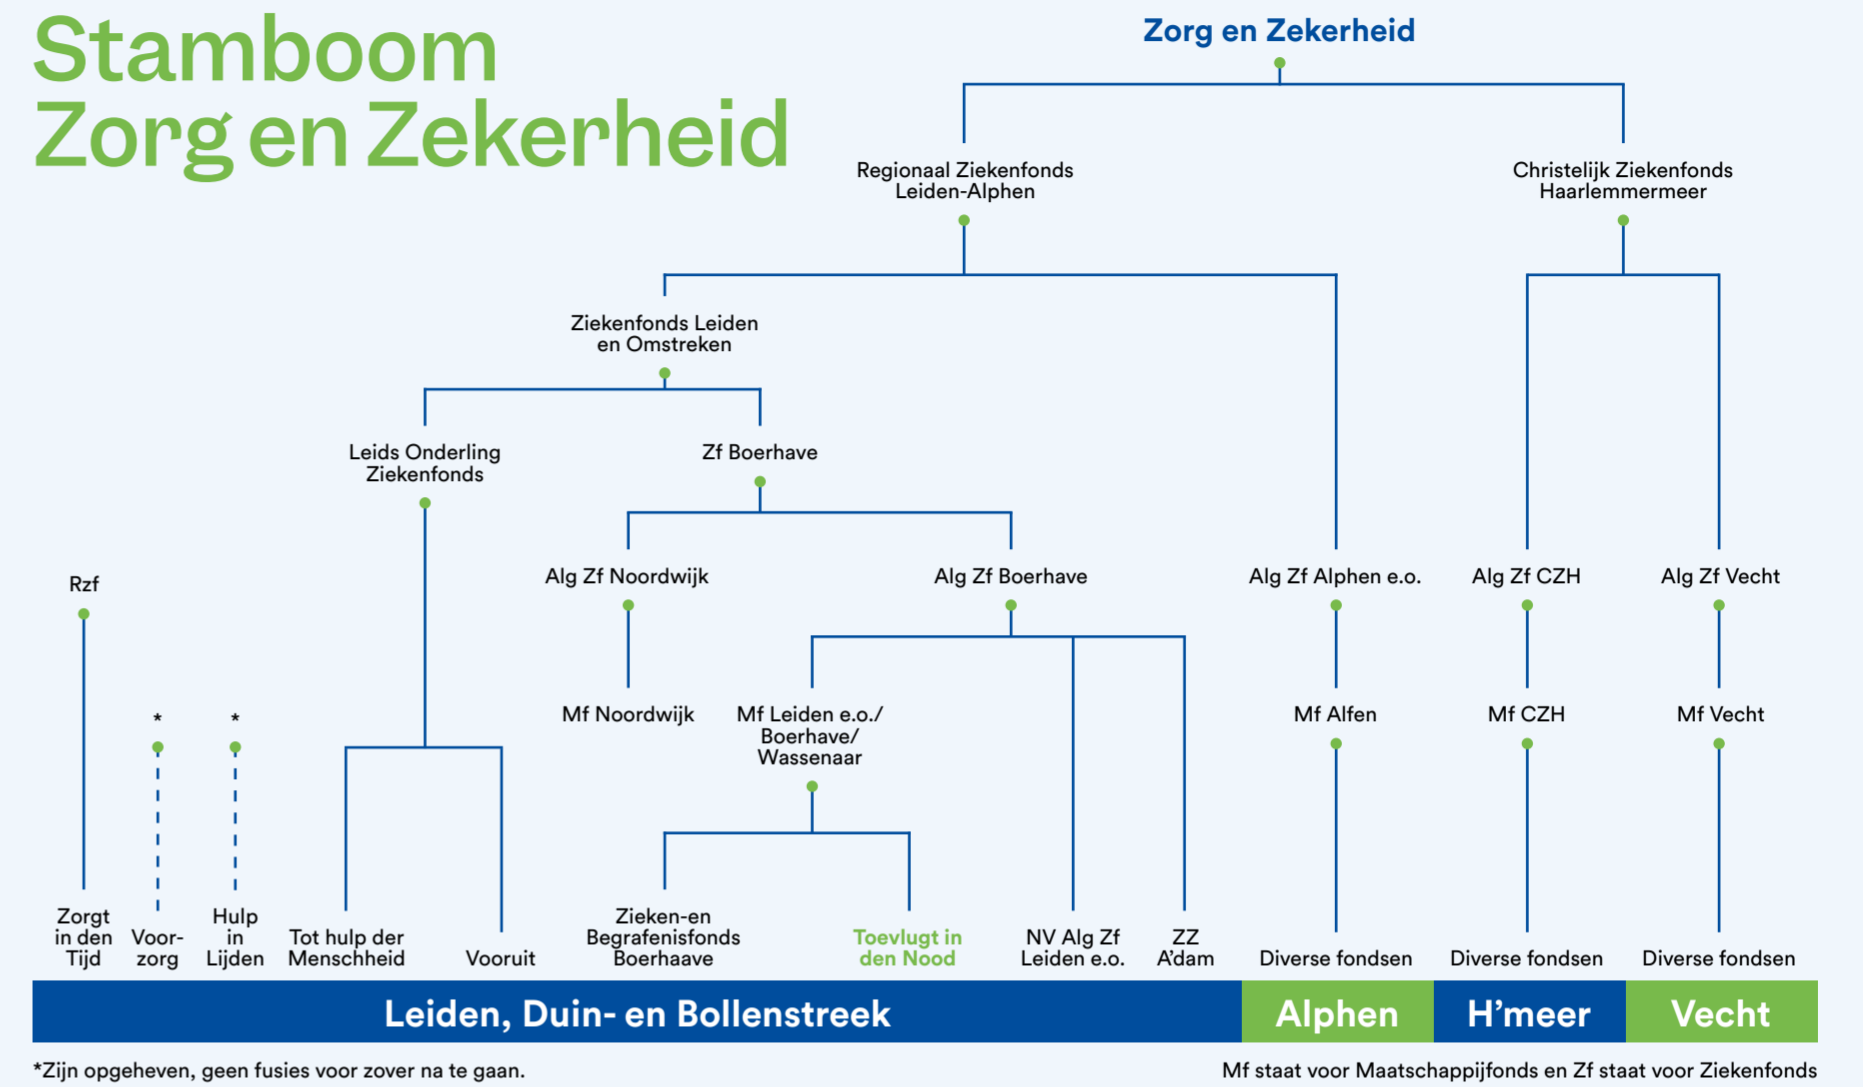 Stamboom
Zorg en Zekerheid
Zorg en Zekerheid
Regionaal Ziekenfonds
Leiden-Alphen
Christelijk Ziekenfonds
Haarlemmermeer
Ziekenfonds Leiden
en Omstreken
Leids Onderling
Ziekenfonds
Zf Boerhave
Rzf
Alg Zf Noordwijk
Alg Zf Boerhave
Alg Zf Alphen e.o.
Alg Zf CZH
Alg Zf Vecht
*
*
Mf Noordwijk
Mf Leiden e.o./
Boerhave/
Wassenaar
Mf Alfen
Mf CZH
Mf Vecht
Zorgt
in den
Tijd
Voor-
zorg
Hulp
in
Lijden
Tot hulp der
Menschheid
Vooruit
Zieken-en
Begrafenisfonds
Boerhaave
Toevlugt in
den Nood
NV Alg Zf
Leiden e.o.
ZZ
A’dam
Diverse fondsen
Diverse fondsen
Diverse fondsen
Leiden, Duin- en Bollenstreek
Alphen
H’meer
Vecht
*Zijn opgeheven, geen fusies voor zover na te gaan.
Mf staat voor Maatschappijfonds en Zf staat voor Ziekenfonds